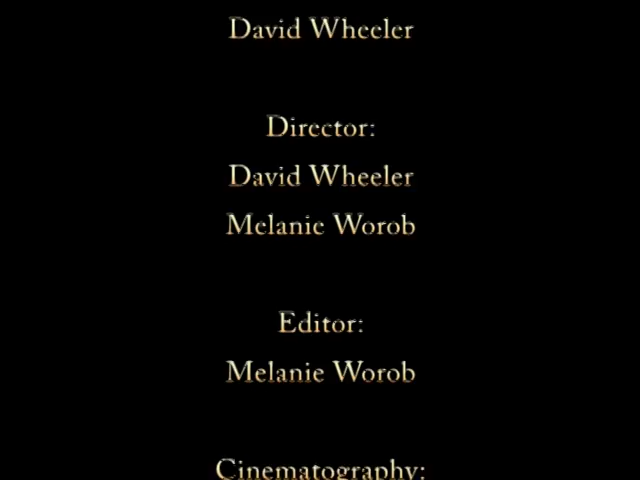 David Wheeler
Director:
David Wheeler
Melanie Worob
Editor:
Melanie Worob
Cinematography: